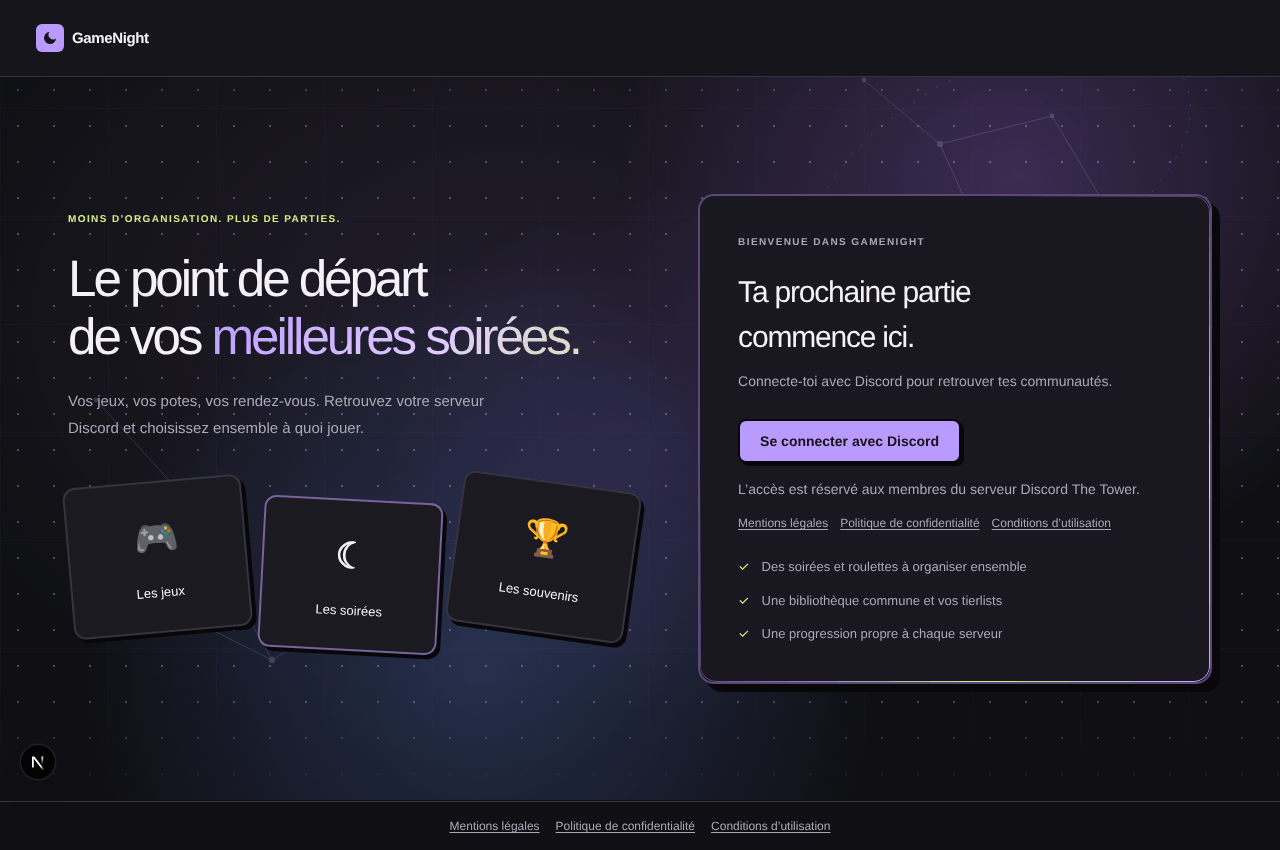 GameNight
MOINS D'ORGANISATION. PLUS DE PARTIES.
Le point de départ
de vos meilleures soirées.
Vos jeux, vos potes, vos rendez-vous. Retrouvez votre serveur
Discord et choisissez ensemble à quoi jouer.
Les jeux
Les soirées
Les souvenirs
BIENVENUE DANS GAMENIGHT
Ta prochaine partie
commence ici.
Connecte-toi avec Discord pour retrouver tes communautés.
Se connecter avec Discord
L’accès est réservé aux membres du serveur Discord The Tower.
Mentions légales Politique de confidentialité Conditions d’utilisation
Des soirées et roulettes à organiser ensemble
Une bibliothèque commune et vos tierlists
Une progression propre à chaque serveur
N
Mentions légales Politique de confidentialité Conditions d’utilisation